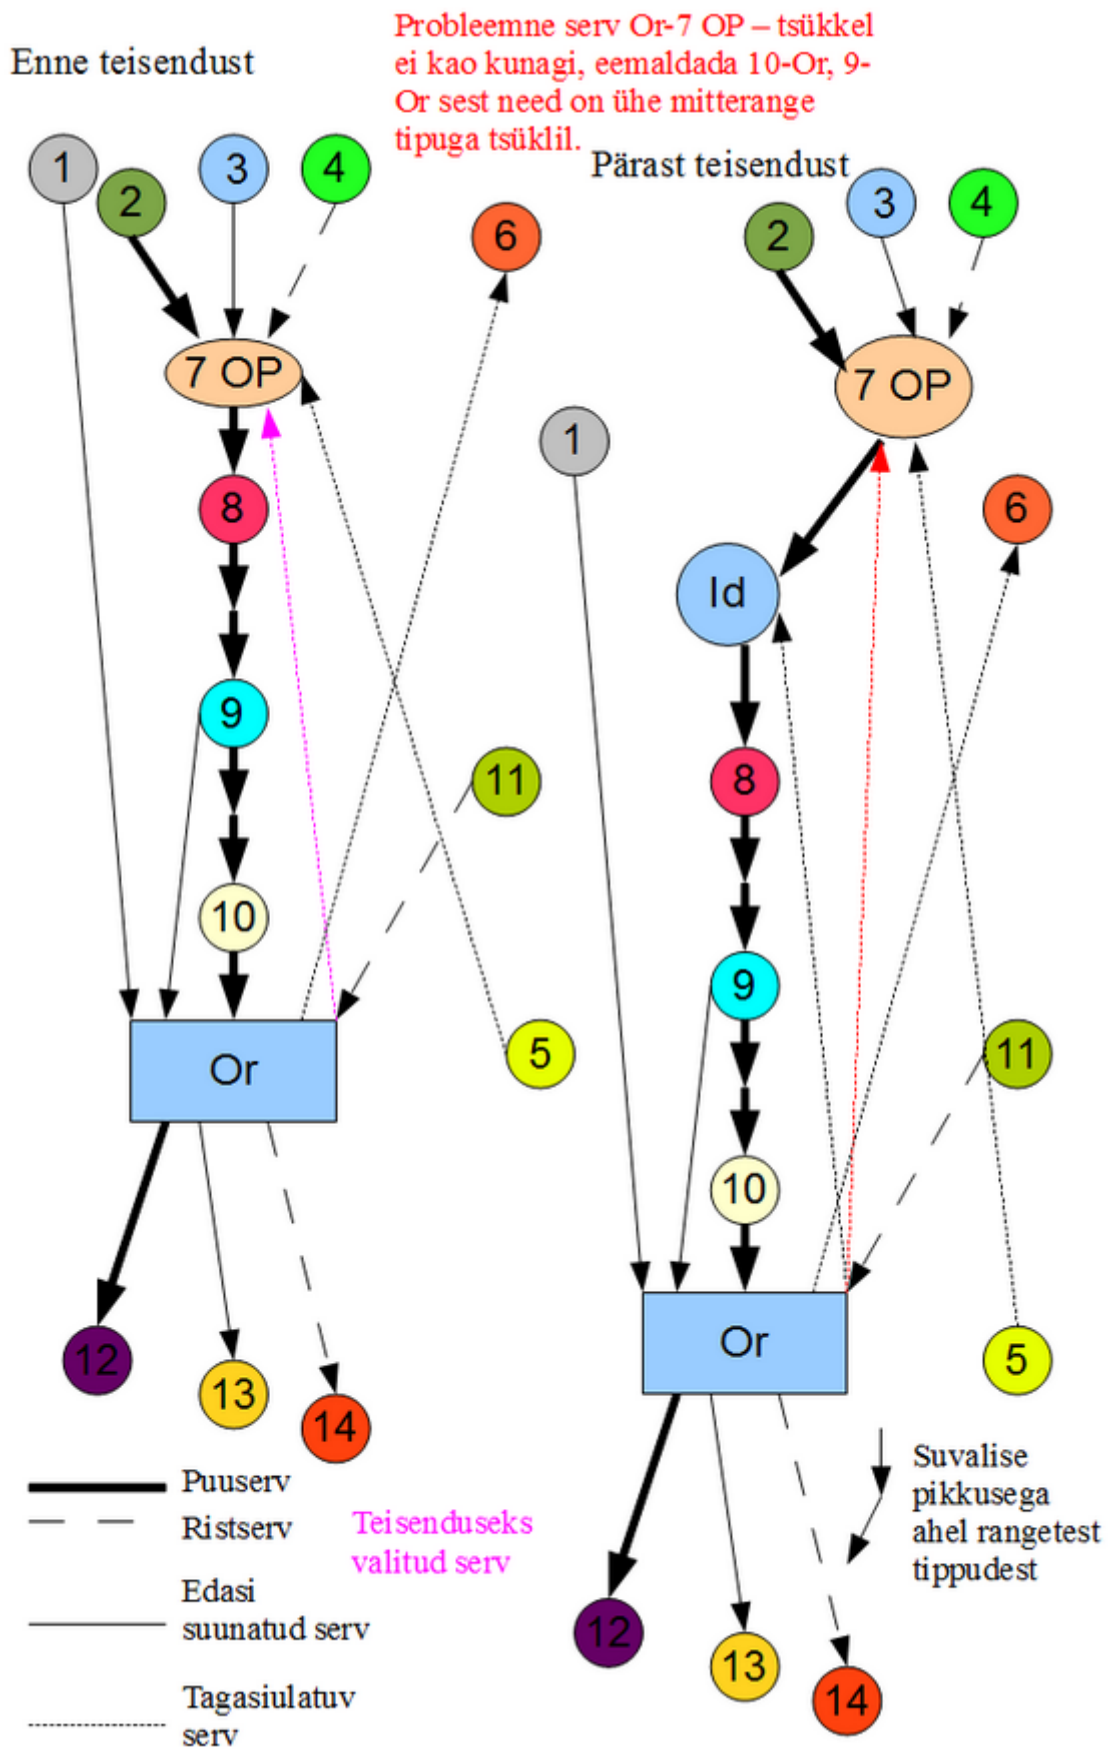 Probleemne serv Or-7 OP – tsükkel
ei kao kunagi, eemaldada 10-Or, 9-
Or sest need on ühe mitterange
tipuga tsüklil.
Enne teisendust
1
2
3
4
6
7 OP
8
9
11
10
5
Or
12
13
14
Pärast teisendust
2
3
4
7 OP
1
6
Id
8
9
11
10
Or
5
12
13
14
Puuserv
Ristserv
Edasi
suunatud serv
Tagasiulatuv
serv
Teisenduseks
valitud serv
Suvalise
pikkusega
ahel rangetest
tippudest